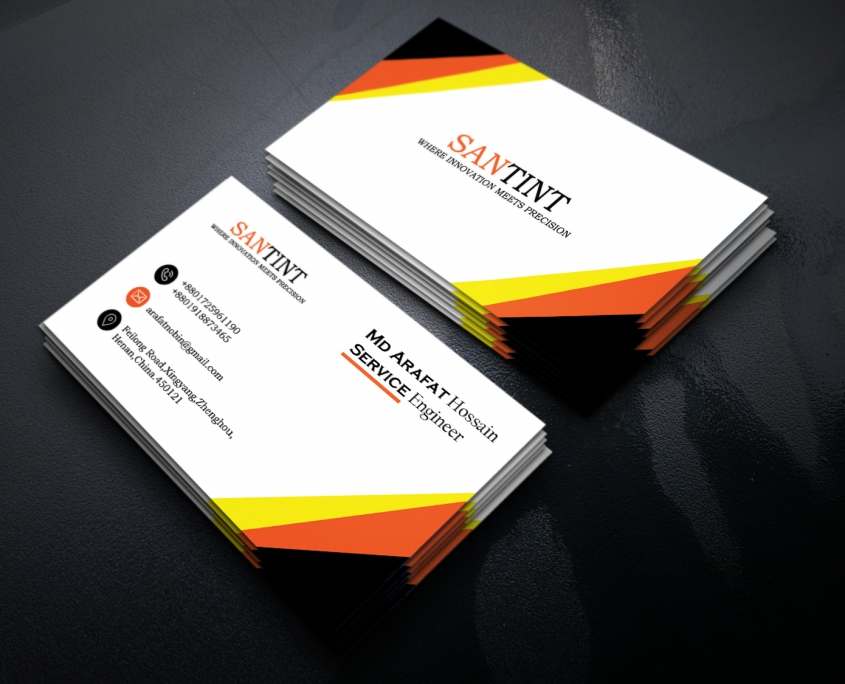 SANTINT
WHERE INNOVATION MEETS PRECISION
SANTINT
WHERE INNOVATION MEETS PRECISION
+8801725961190
+8801918873465
arafatnobin@gmail.com
Feilong Road,Xingyang,Zhenghou,
Henan,China.450121
MD ARAFAT Hossain
SERVICE Engineer